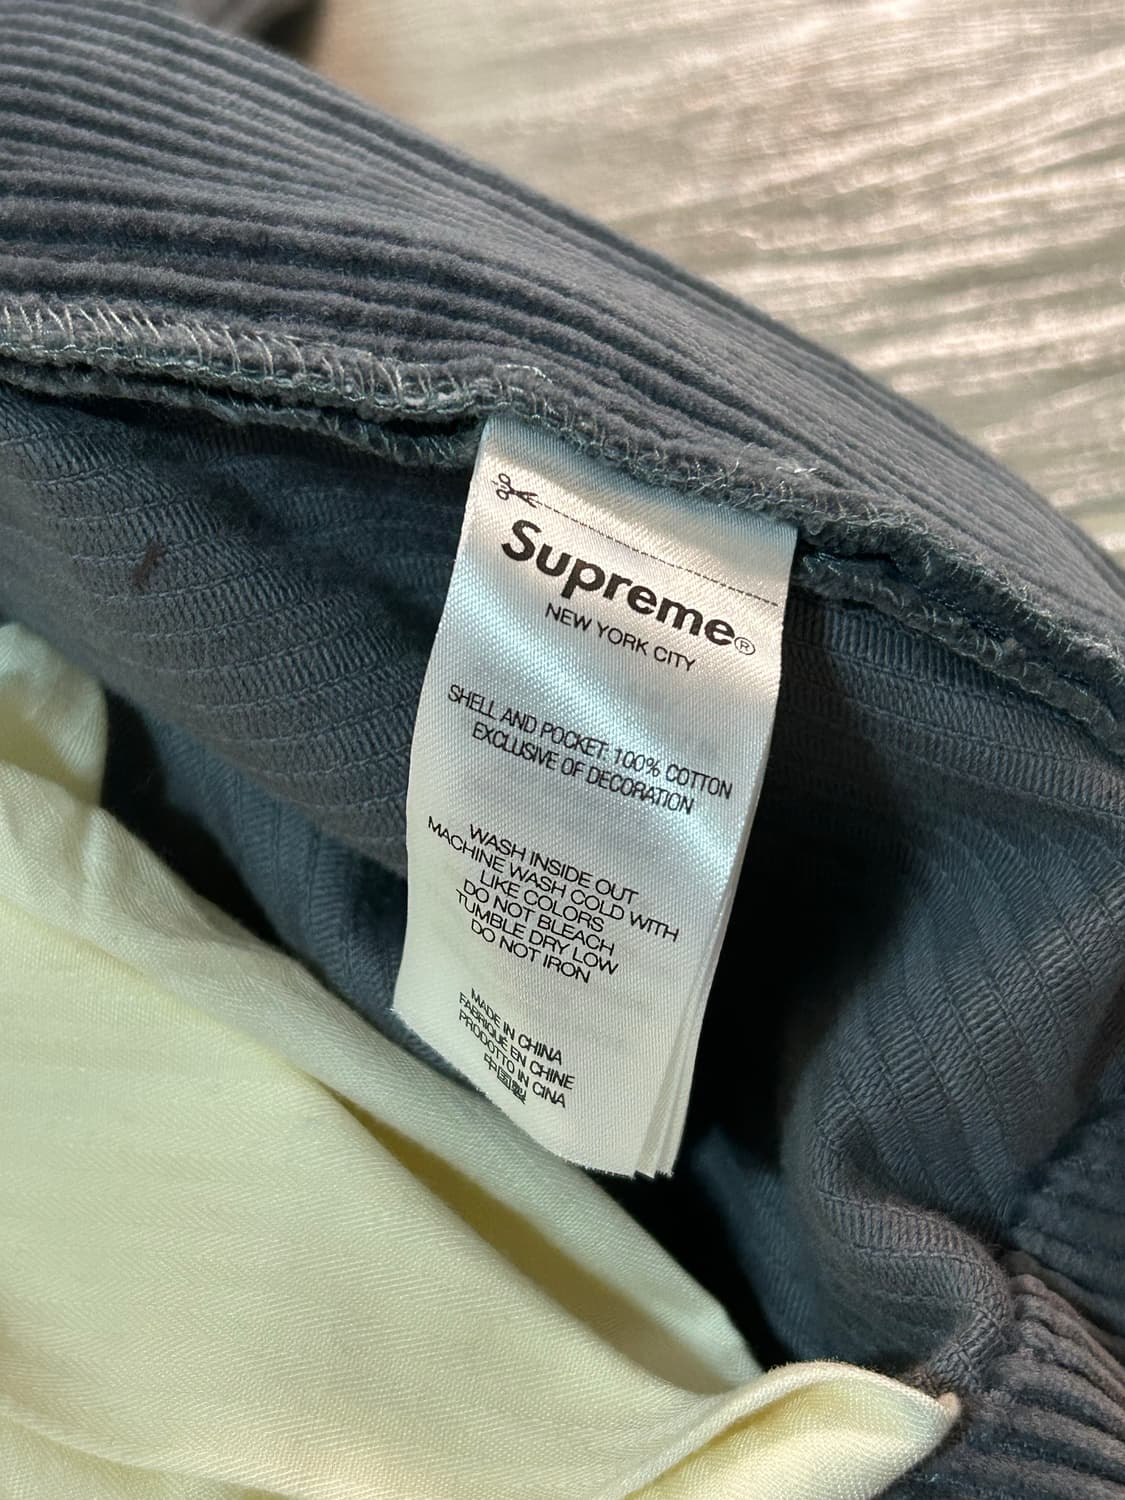 Supreme®
NEW YORK CITY
SHELL AND POCKET: 100% COTTON
EXCLUSIVE OF DECORATION
WASH INSIDE OUT
MACHINE WASH COLD WITH
LIKE COLORS
DO NOT BLEACH
TUMBLE DRY LOW
DO NOT IRON
MADE IN CHINA
FABRIQUÉ EN CHINE
PRODOTTO IN CINA
中国製